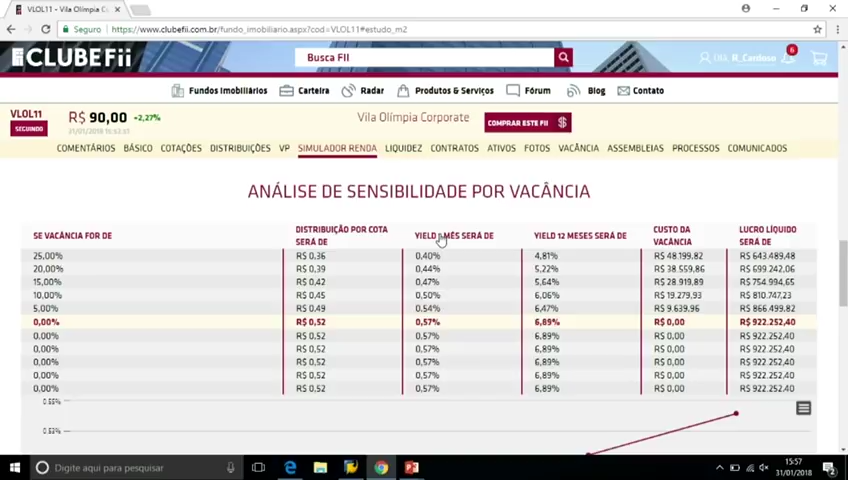 VLOL11 - Vila Olímpia Co
Seguro
https://www.clubefii.com.br/fundo_imobiliario.aspx?cod=VLOL11#estudo_m2
CLUBEFii
Busca FII
R_Cardoso
6
Fundos Imobiliários Carteira Radar Produtos & Serviços Fórum Blog Contato
VLOL11
SEGUINDO
R$ 90,00 +2,27%
Vila Olímpia Corporate
COMPRAR ESTE FII $
COMENTÁRIOS BÁSICO COTAÇÕES DISTRIBUIÇÕES VP SIMULADOR RENDA LIQUIDEZ CONTRATOS ATIVOS FOTOS VACÂNCIA ASSEMBLEIAS PROCESSOS COMUNICADOS
ANÁLISE DE SENSIBILIDADE POR VACÂNCIA
SE VACÂNCIA FOR DE
DISTRIBUIÇÃO POR COTA SERÁ DE
YIELD MÊS SERÁ DE
YIELD 12 MESES SERÁ DE
CUSTO DA VACÂNCIA
LUCRO LÍQUIDO SERÁ DE
25,00% R$ 0,36 0,40% 4,81% R$ 48.199,82 R$ 643.489,48
20,00% R$ 0,39 0,44% 5,22% R$ 38.559,86 R$ 699.242,06
15,00% R$ 0,42 0,47% 5,64% R$ 28.919,89 R$ 754.994,65
10,00% R$ 0,45 0,50% 6,06% R$ 19.279,93 R$ 810.747,23
5,00% R$ 0,49 0,54% 6,47% R$ 9.639,96 R$ 866.499,82
0,00% R$ 0,52 0,57% 6,89% R$ 0,00 R$ 922.252,40
0,00% R$ 0,52 0,57% 6,89% R$ 0,00 R$ 922.252,40
0,00% R$ 0,52 0,57% 6,89% R$ 0,00 R$ 922.252,40
0,00% R$ 0,52 0,57% 6,89% R$ 0,00 R$ 922.252,40
0,00% R$ 0,52 0,57% 6,89% R$ 0,00 R$ 922.252,40
0,00% R$ 0,52 0,57% 6,89% R$ 0,00 R$ 922.252,40
Digite aqui para pesquisar
15:57
31/01/2018
2